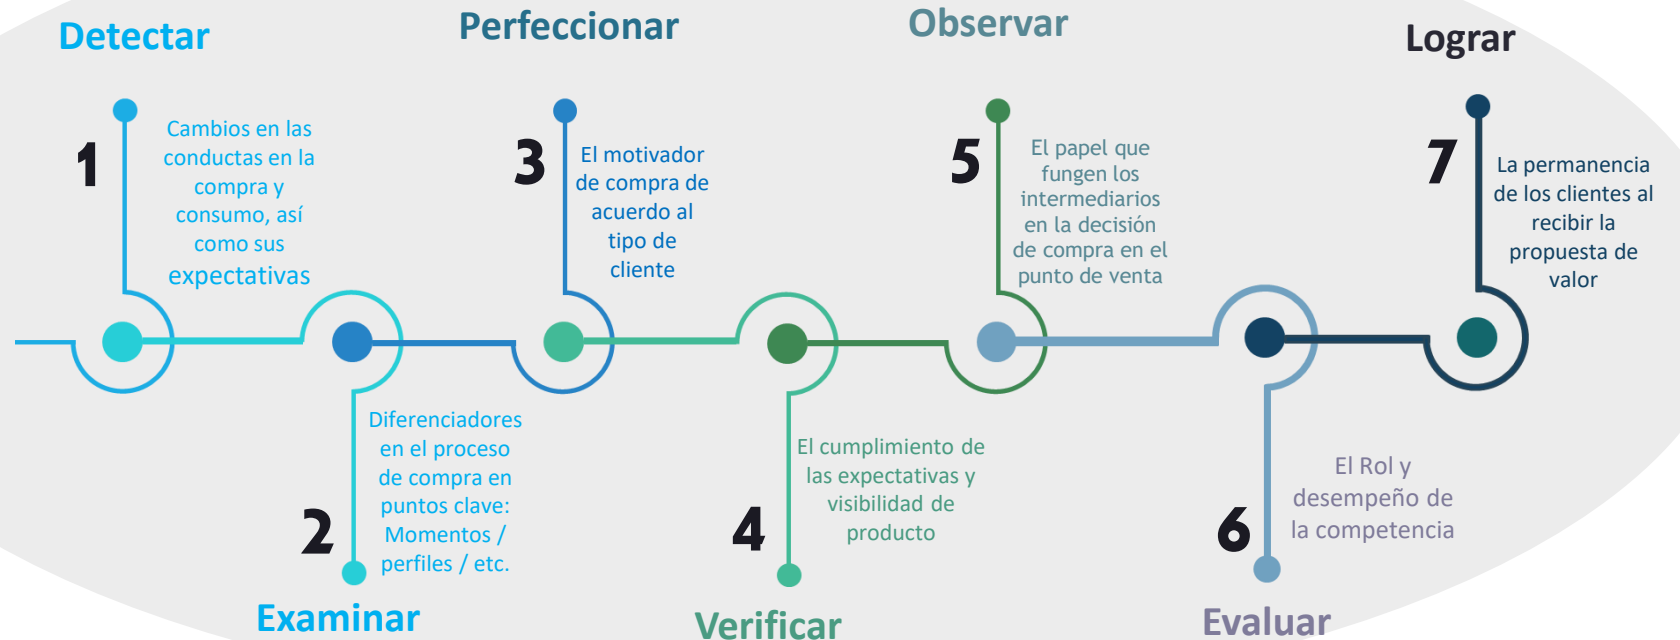 Detectar
1
Cambios en las
conductas en la
compra y
consumo, así
como sus
expectativas
2
Diferenciadores
en el proceso
de compra en
puntos clave:
Momentos /
perfiles / etc.
Examinar
Perfeccionar
3
El motivador
de compra de
acuerdo al
tipo de
cliente
4
El cumplimiento de
las expectativas y
visibilidad de
producto
Verificar
Observar
5
El papel que
fungen los
intermediarios
en la decisión
de compra en el
punto de venta
6
El Rol y
desempeño de
la competencia
Evaluar
Lograr
7
La permanencia
de los clientes al
recibir la
propuesta de
valor